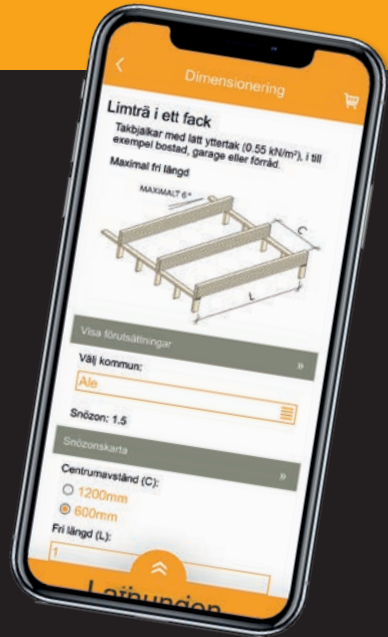 Dimensionering
Limträ i ett fack
Takbjälkar med lätt yttertak (0.55 kN/m²), i till
exempel bostad, garage eller förråd.
Maximal fri längd
MAXIMALT 6°
C
L
Visa förutsättningar »
Välj kommun:
Ale
Snözon: 1.5
Snözonskarta »
Centrumavstånd (C):
1200mm
600mm
Fri längd (L):
1